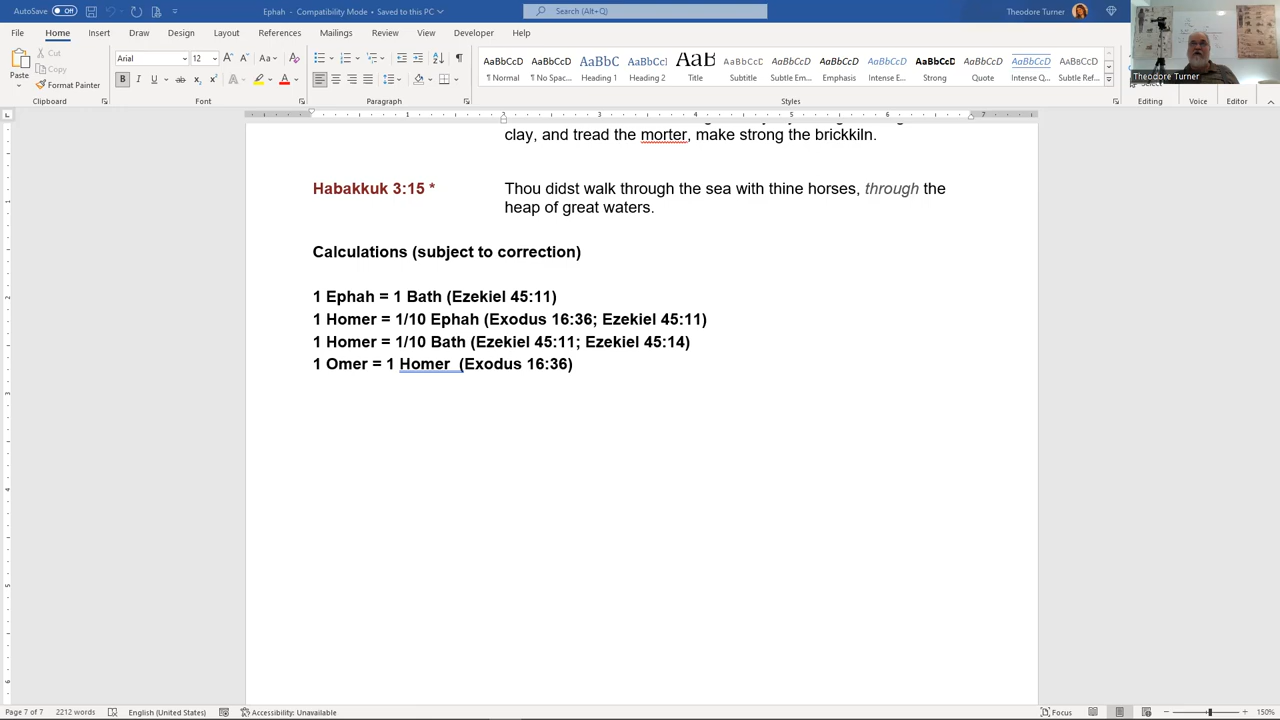 AutoSave Off Ephah - Compatibility Mode • Saved to this PC Search (Alt+Q) Theodore Turner
File Home Insert Draw Design Layout References Mailings Review View Developer Help
Cut
Copy
Format Painter
Paste
Arial 12
AaBbCcD AaBbCcD AaBbC AaBbCcI AaB AaBbCcD AaBbCcD AaBbCcD AaBbCcD AaBbCcD AaBbCcD AaBbCcD AaBbCcD
¶ Normal ¶ No Spac... Heading 1 Heading 2 Title Subtitle Subtle Em... Emphasis Intense E... Strong Quote Intense Q... Subtle Ref...
Theodore Turner
Clipboard Font Paragraph Styles Editing Voice Editor
clay, and tread the morter, make strong the brickkiln.
Habakkuk 3:15 * Thou didst walk through the sea with thine horses, through the
heap of great waters.
Calculations (subject to correction)
1 Ephah = 1 Bath (Ezekiel 45:11)
1 Homer = 1/10 Ephah (Exodus 16:36; Ezekiel 45:11)
1 Homer = 1/10 Bath (Ezekiel 45:11; Ezekiel 45:14)
1 Omer = 1 Homer (Exodus 16:36)
Page 7 of 7 2212 words English (United States) Accessibility: Unavailable Focus 150%